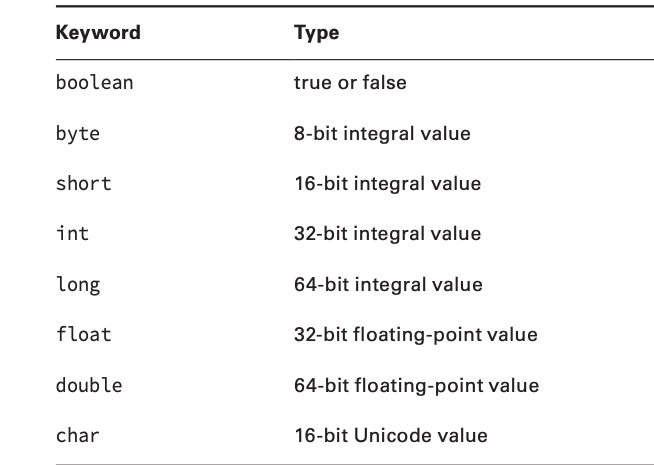 Keyword Type
boolean true or false
byte 8-bit integral value
short 16-bit integral value
int 32-bit integral value
long 64-bit integral value
float 32-bit floating-point value
double 64-bit floating-point value
char 16-bit Unicode value